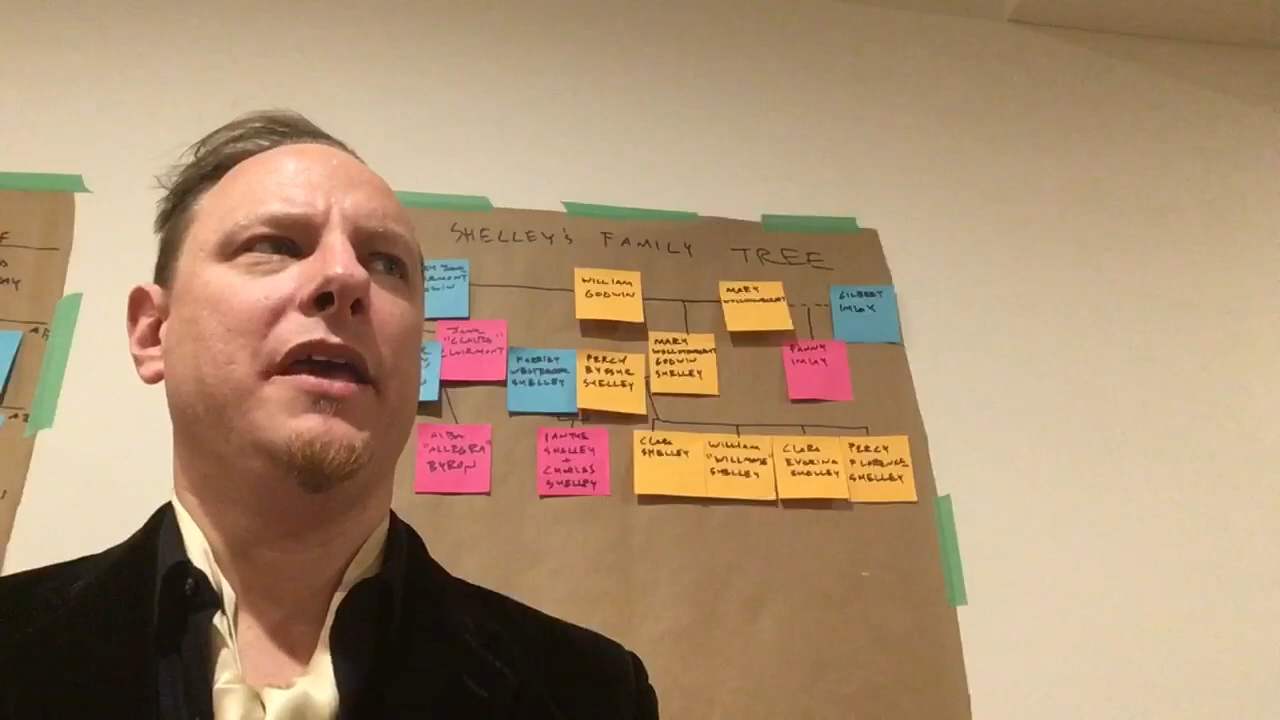 SHELLEY'S FAMILY TREE
WILLIAM
GODWIN
MARY
WOLLSTONECRAFT
GILBERT
IMLAY
JANE
"CLAIRE"
CLAIRMONT
HARRIET
WESTBROOK
SHELLEY
PERCY
BYSSHE
SHELLEY
MARY
WOLLSTONECRAFT
GODWIN
SHELLEY
FANNY
IMLAY
ALBA
"ALLEGRA"
BYRON
IANTHE
SHELLEY
+
CHARLES
SHELLEY
CLARA
SHELLEY
WILLIAM
"WILLMOUSE"
SHELLEY
CLARA
EVERINA
SHELLEY
PERCY
FLORENCE
SHELLEY